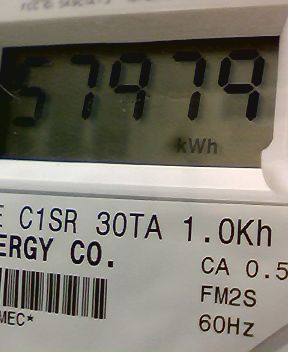 57979
kWh
E C1SR 30TA 1.0Kh
ERGY CO.
CA 0.5
FM2S
MEC*
60Hz